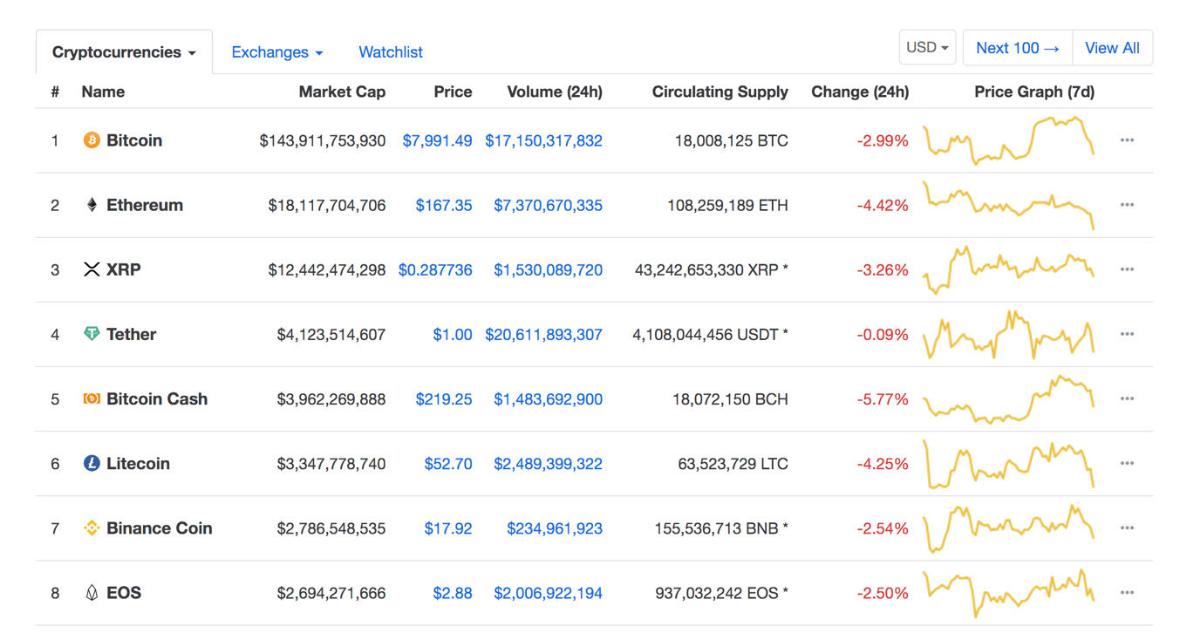 Cryptocurrencies Exchanges Watchlist USD Next 100 → View All
# Name Market Cap Price Volume (24h) Circulating Supply Change (24h) Price Graph (7d)
1 Bitcoin $143,911,753,930 $7,991.49 $17,150,317,832 18,008,125 BTC -2.99%
2 Ethereum $18,117,704,706 $167.35 $7,370,670,335 108,259,189 ETH -4.42%
3 XRP $12,442,474,298 $0.287736 $1,530,089,720 43,242,653,330 XRP * -3.26%
4 Tether $4,123,514,607 $1.00 $20,611,893,307 4,108,044,456 USDT * -0.09%
5 Bitcoin Cash $3,962,269,888 $219.25 $1,483,692,900 18,072,150 BCH -5.77%
6 Litecoin $3,347,778,740 $52.70 $2,489,399,322 63,523,729 LTC -4.25%
7 Binance Coin $2,786,548,535 $17.92 $234,961,923 155,536,713 BNB * -2.54%
8 EOS $2,694,271,666 $2.88 $2,006,922,194 937,032,242 EOS * -2.50%